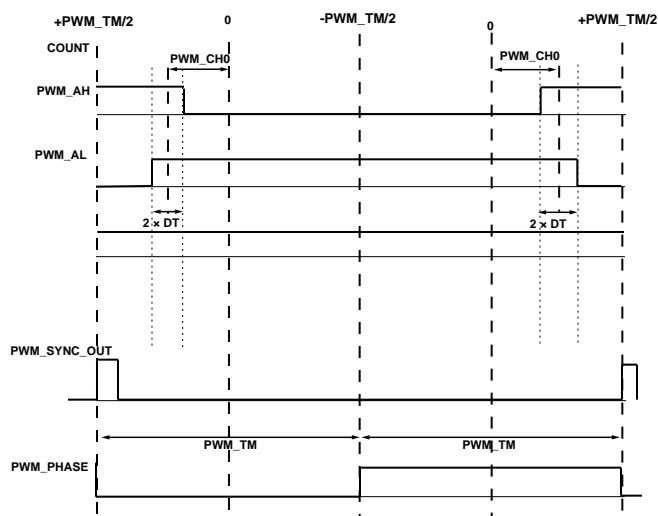 +PWM_TM/2 0 -PWM_TM/2 0 +PWM_TM/2
COUNT
PWM_CH0 PWM_CH0
PWM_AH
PWM_AL
2 × DT 2 × DT
PWM_SYNC_OUT
PWM_TM PWM_TM
PWM_PHASE